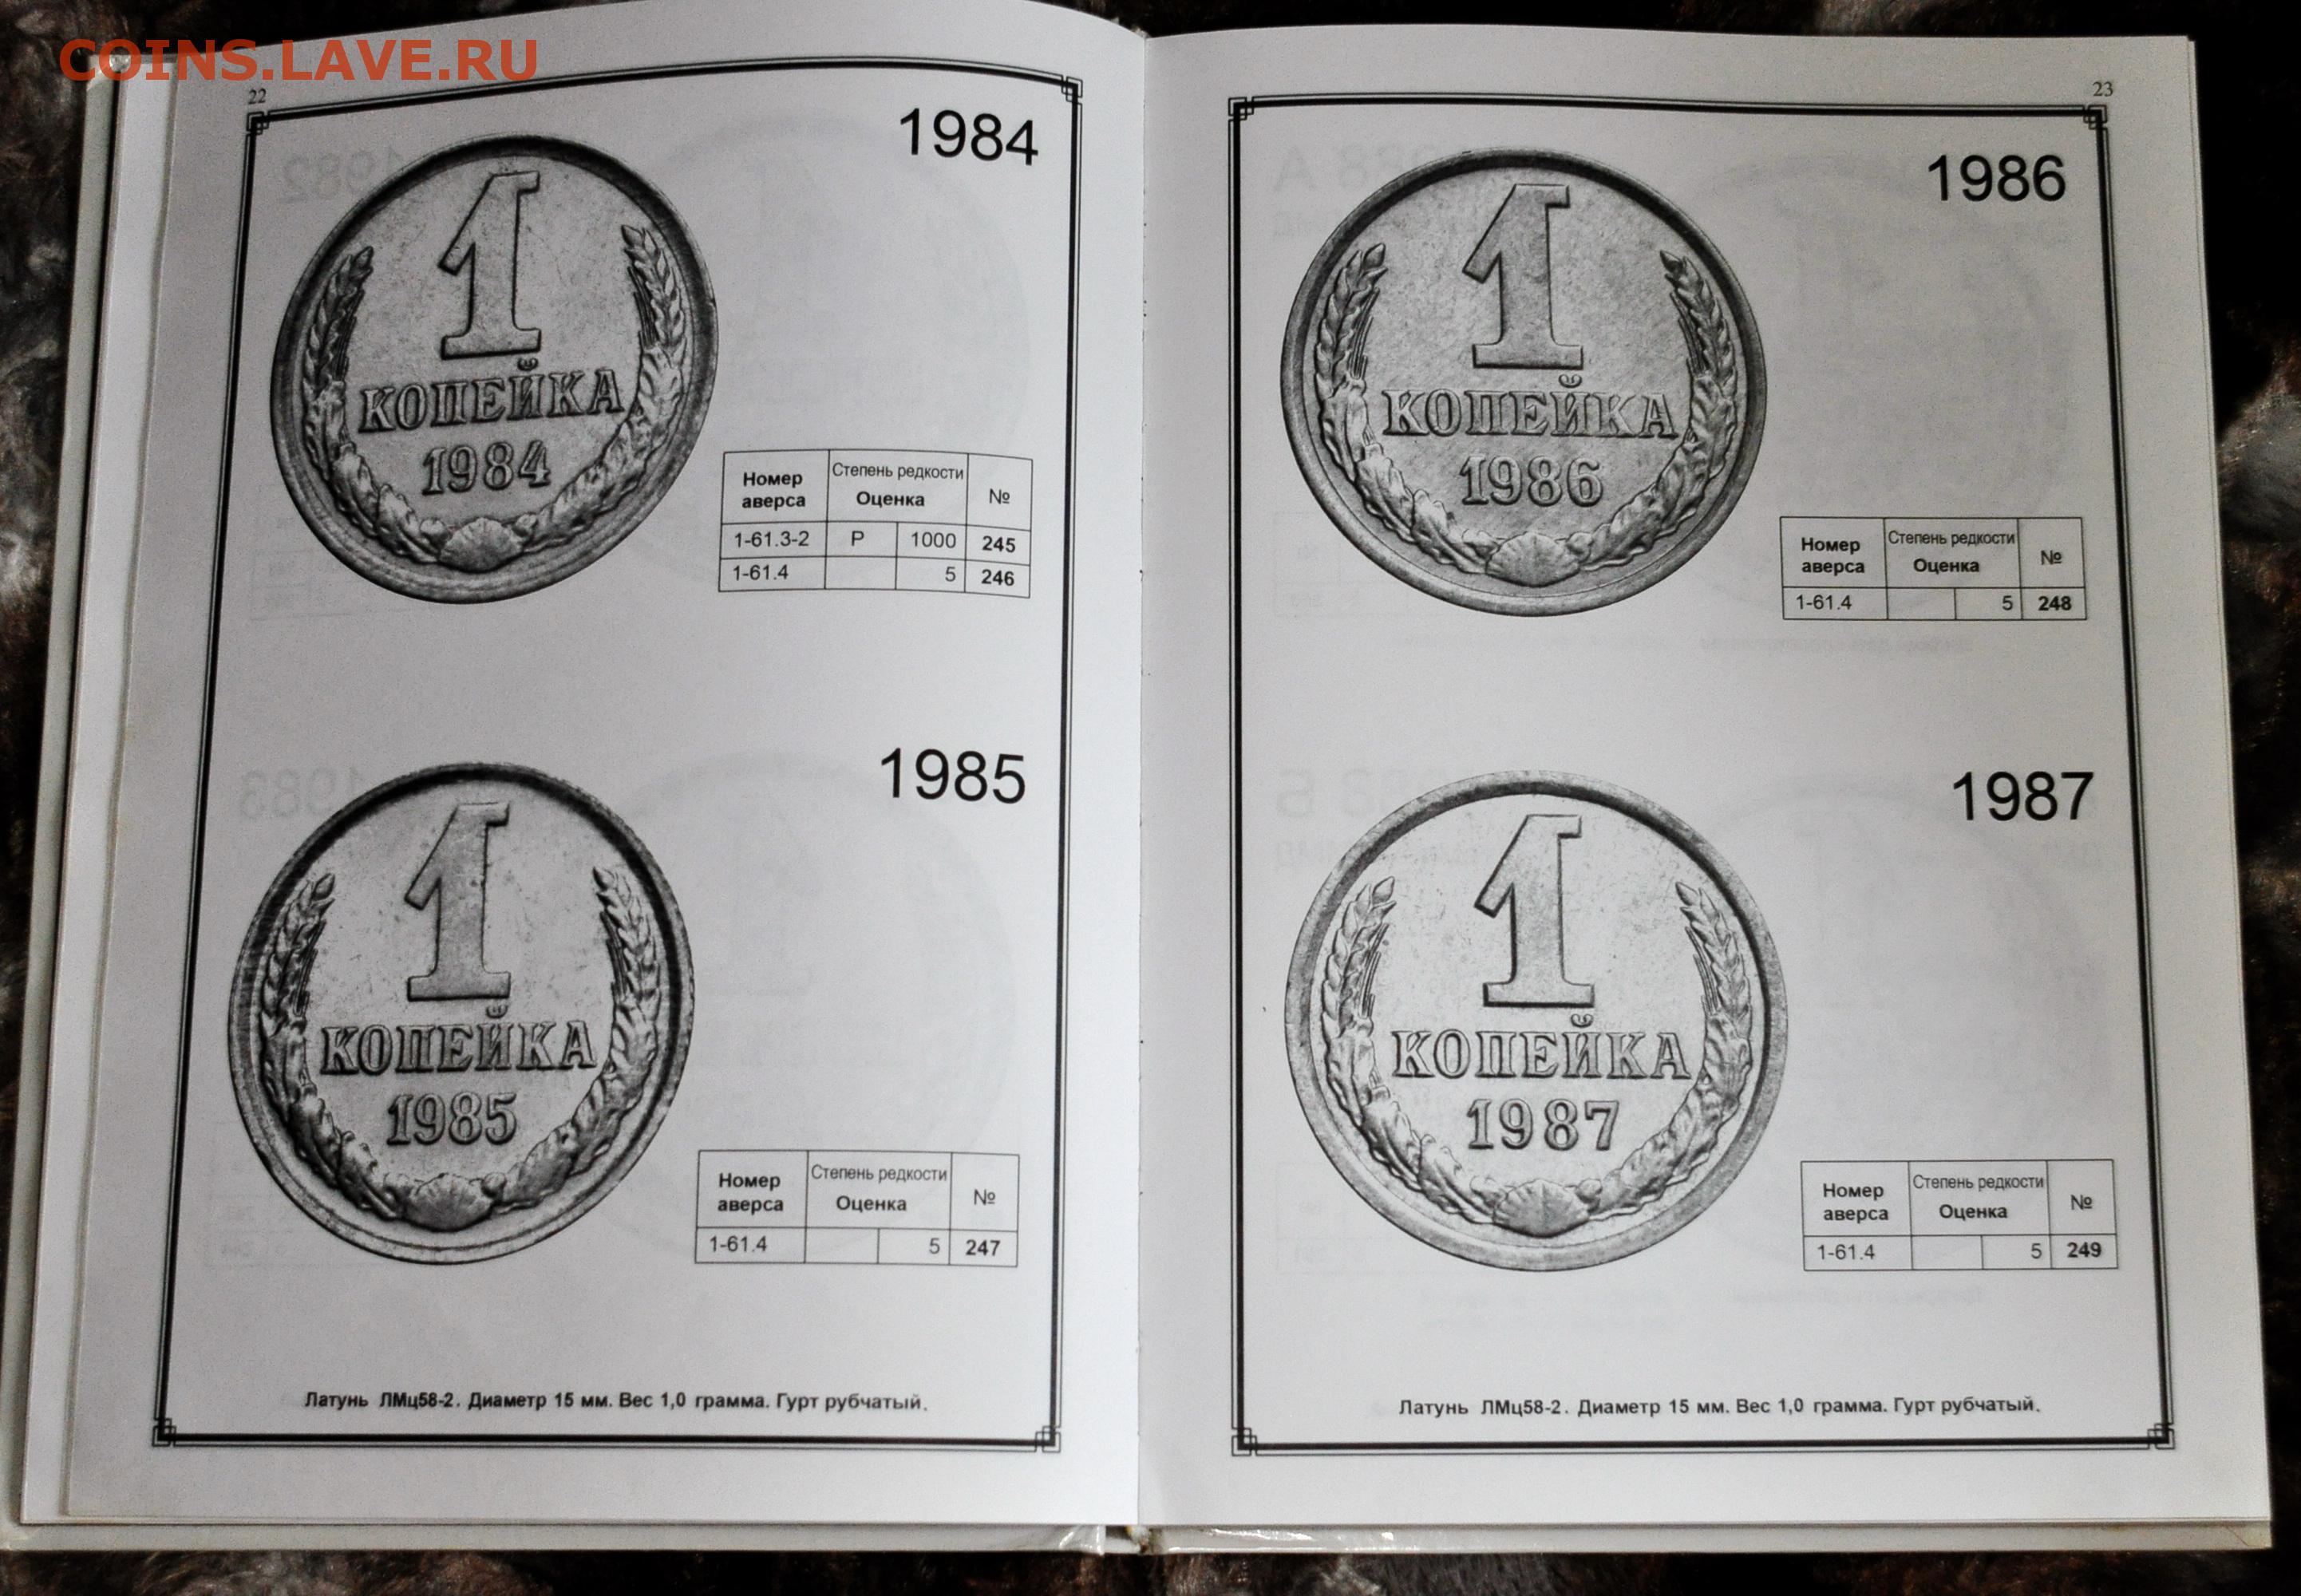 COINS.LAVE.RU
22
1984
1
КОПЕЙКА
1984
Номер аверса | Степень редкости Оценка | №
1-61.3-2 | Р | 1000 | 245
1-61.4 | | 5 | 246
1985
1
КОПЕЙКА
1985
Номер аверса | Степень редкости Оценка | №
1-61.4 | | 5 | 247
Латунь ЛМц58-2. Диаметр 15 мм. Вес 1,0 грамма. Гурт рубчатый.
23
1986
1
КОПЕЙКА
1986
Номер аверса | Степень редкости Оценка | №
1-61.4 | | 5 | 248
1987
1
КОПЕЙКА
1987
Номер аверса | Степень редкости Оценка | №
1-61.4 | | 5 | 249
Латунь ЛМц58-2. Диаметр 15 мм. Вес 1,0 грамма. Гурт рубчатый.